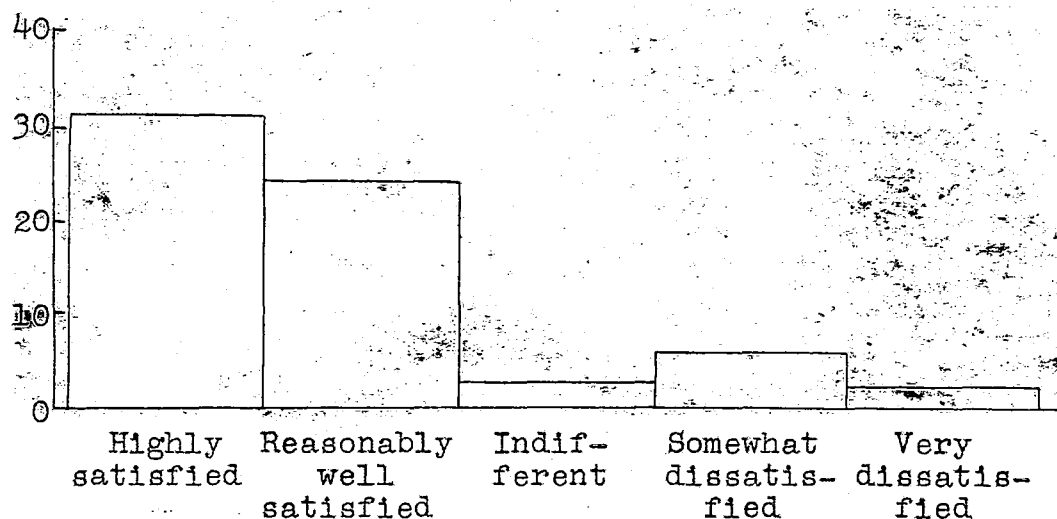 40
30
20
10
0
Highly satisfied
Reasonably well satisfied
Indif-
ferent
Somewhat dissatis-
fied
Very dissatis-
fied